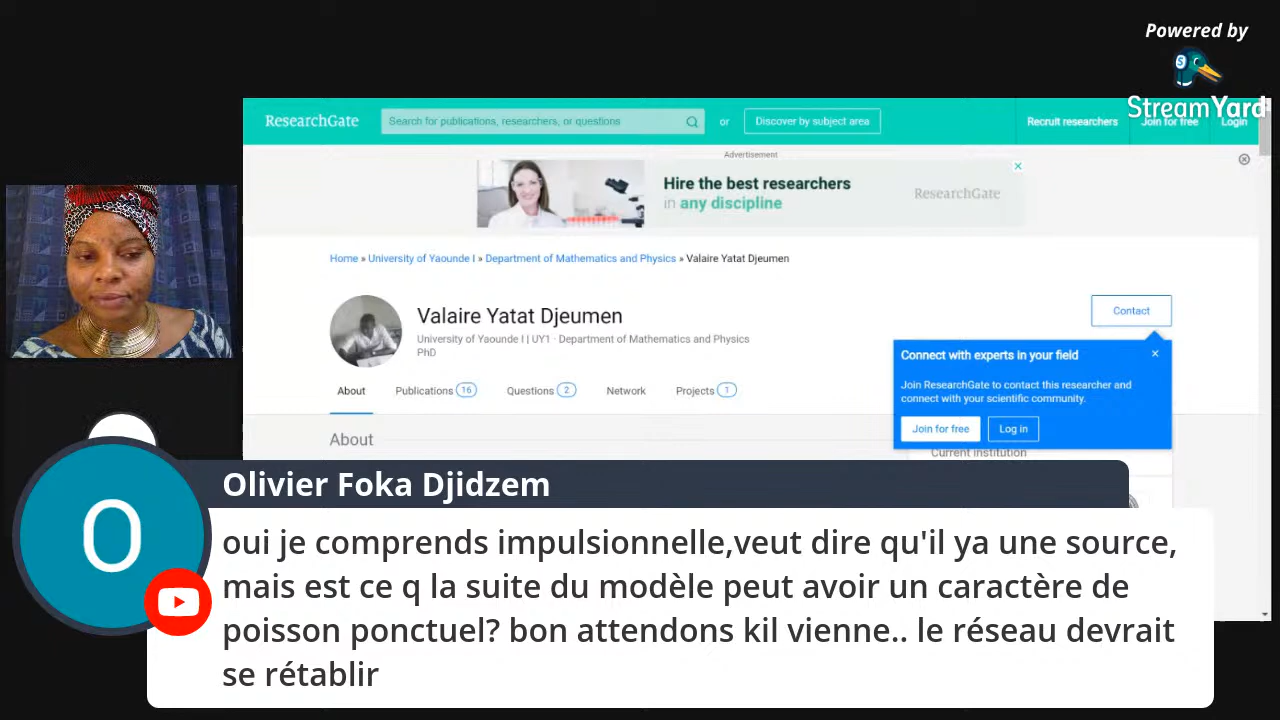 Powered by
StreamYard
ResearchGate
Search for publications, researchers, or questions
or
Discover by subject area
Recruit researchers
Join for free
Login
Advertisement
Hire the best researchers
in any discipline
ResearchGate
Home » University of Yaounde I » Department of Mathematics and Physics » Valaire Yatat Djeumen
Valaire Yatat Djeumen
University of Yaounde I | UY1 · Department of Mathematics and Physics
PhD
Contact
Connect with experts in your field
Join ResearchGate to contact this researcher and
connect with your scientific community.
Join for free
Log in
About
Publications 16
Questions 2
Network
Projects 1
About
Current institution
O
Olivier Foka Djidzem
oui je comprends impulsionnelle,veut dire qu'il ya une source,
mais est ce q la suite du modèle peut avoir un caractère de
poisson ponctuel? bon attendons kil vienne.. le réseau devrait
se rétablir